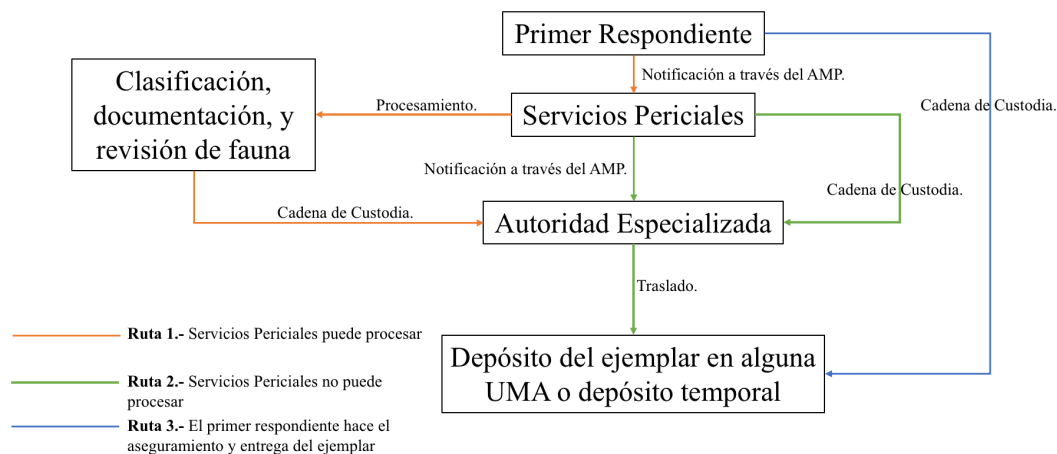 Primer Respondiente
Notificación a través del AMP.
Cadena de Custodia.
Clasificación,
documentación, y
revisión de fauna
Procesamiento.
Servicios Periciales
Notificación a través del AMP.
Cadena de Custodia.
Cadena de Custodia.
Autoridad Especializada
Traslado.
Depósito del ejemplar en alguna
UMA o depósito temporal
Ruta 1.- Servicios Periciales puede procesar
Ruta 2.- Servicios Periciales no puede
procesar
Ruta 3.- El primer respondiente hace el
aseguramiento y entrega del ejemplar